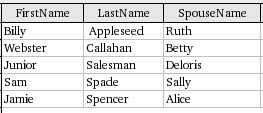 FirstName LastName SpouseName
Billy Appleseed Ruth
Webster Callahan Betty
Junior Salesman Deloris
Sam Spade Sally
Jamie Spencer Alice